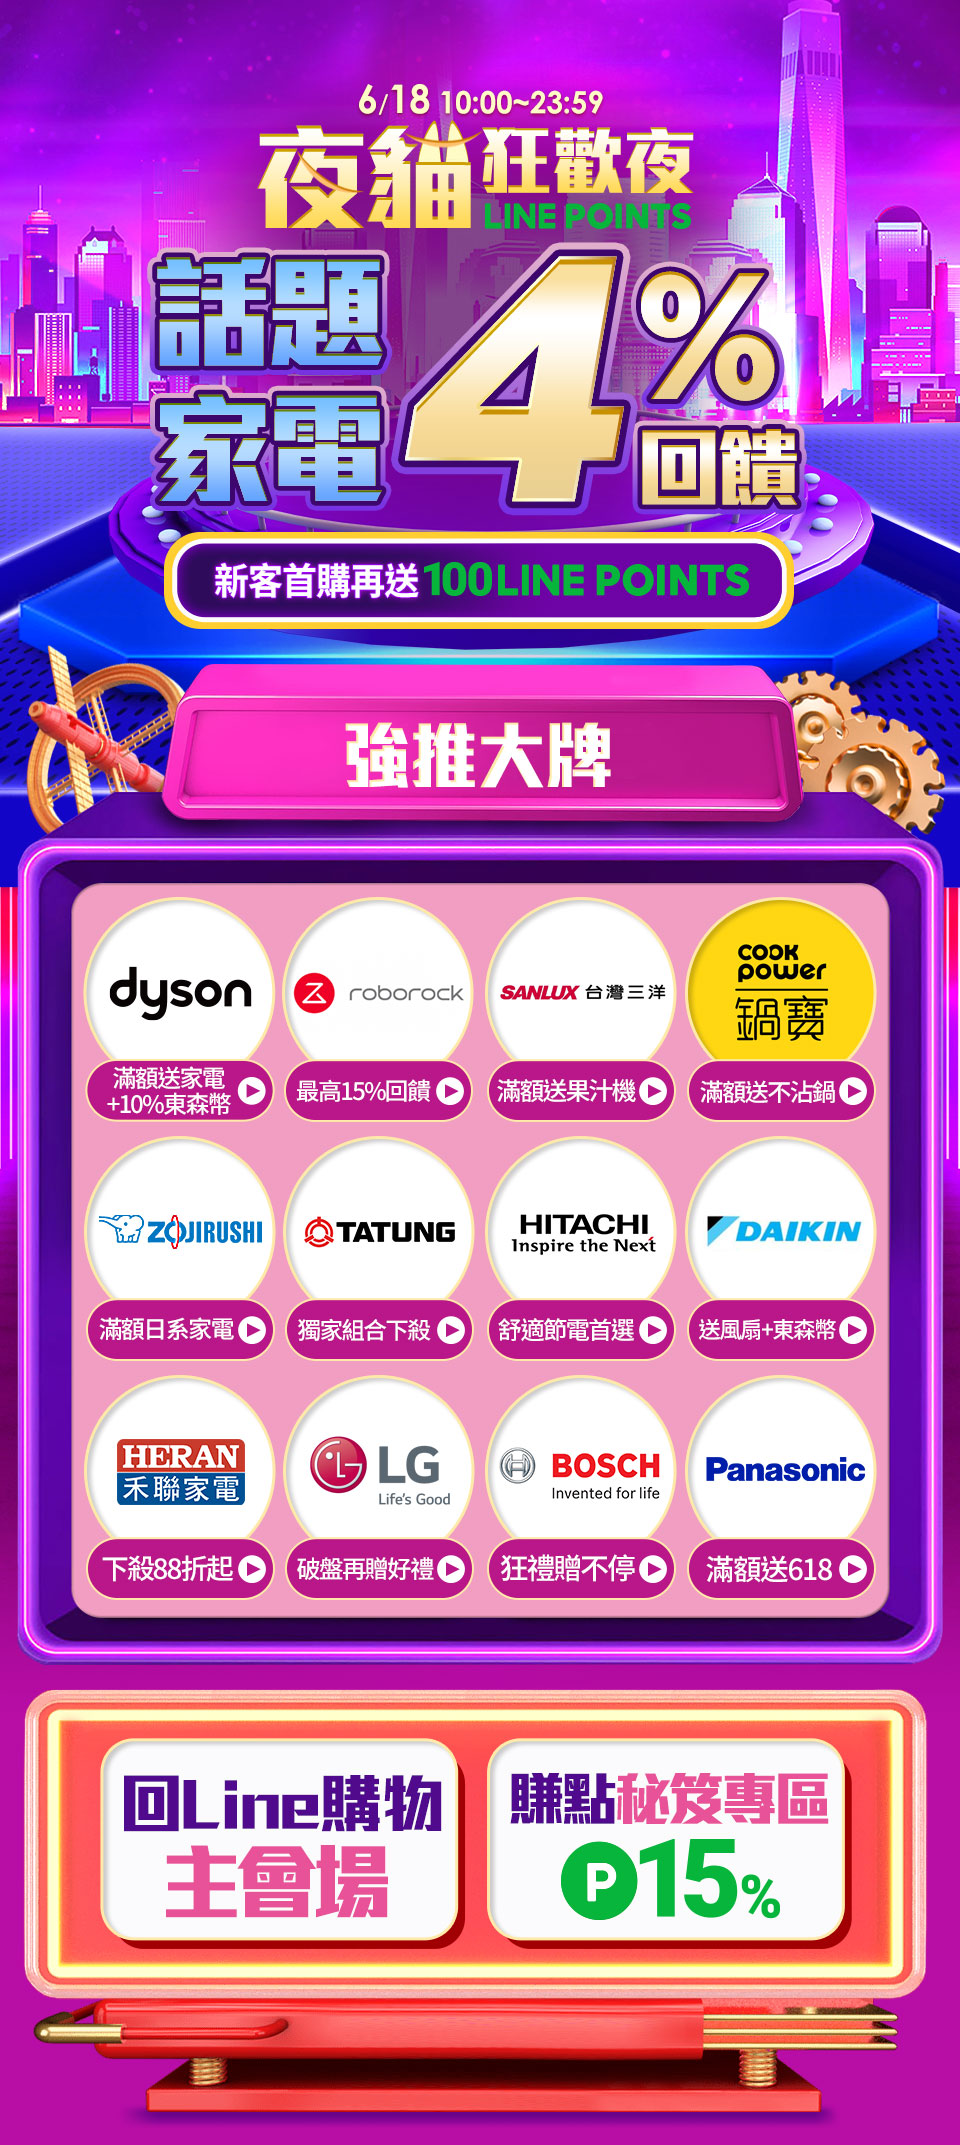 6/18 10:00~23:59
夜貓狂歡夜
LINE POINTS
話題
家電
4%
回饋
新客首購再送100LINE POINTS
強推大牌
dyson
roborock
SANLUX 台灣三洋
COOK
power
鍋寶
滿額送家電
+10%東森幣
最高15%回饋
滿額送果汁機
滿額送不沾鍋
ZOJIRUSHI
TATUNG
HITACHI
Inspire the Next
DAIKIN
滿額日系家電
獨家組合下殺
舒適節電首選
送風扇+東森幣
HERAN
禾聯家電
LG
Life's Good
BOSCH
Invented for life
Panasonic
下殺88折起
破盤再贈好禮
狂禮贈不停
滿額送618
回Line購物
主會場
賺點秘笈專區
P15%